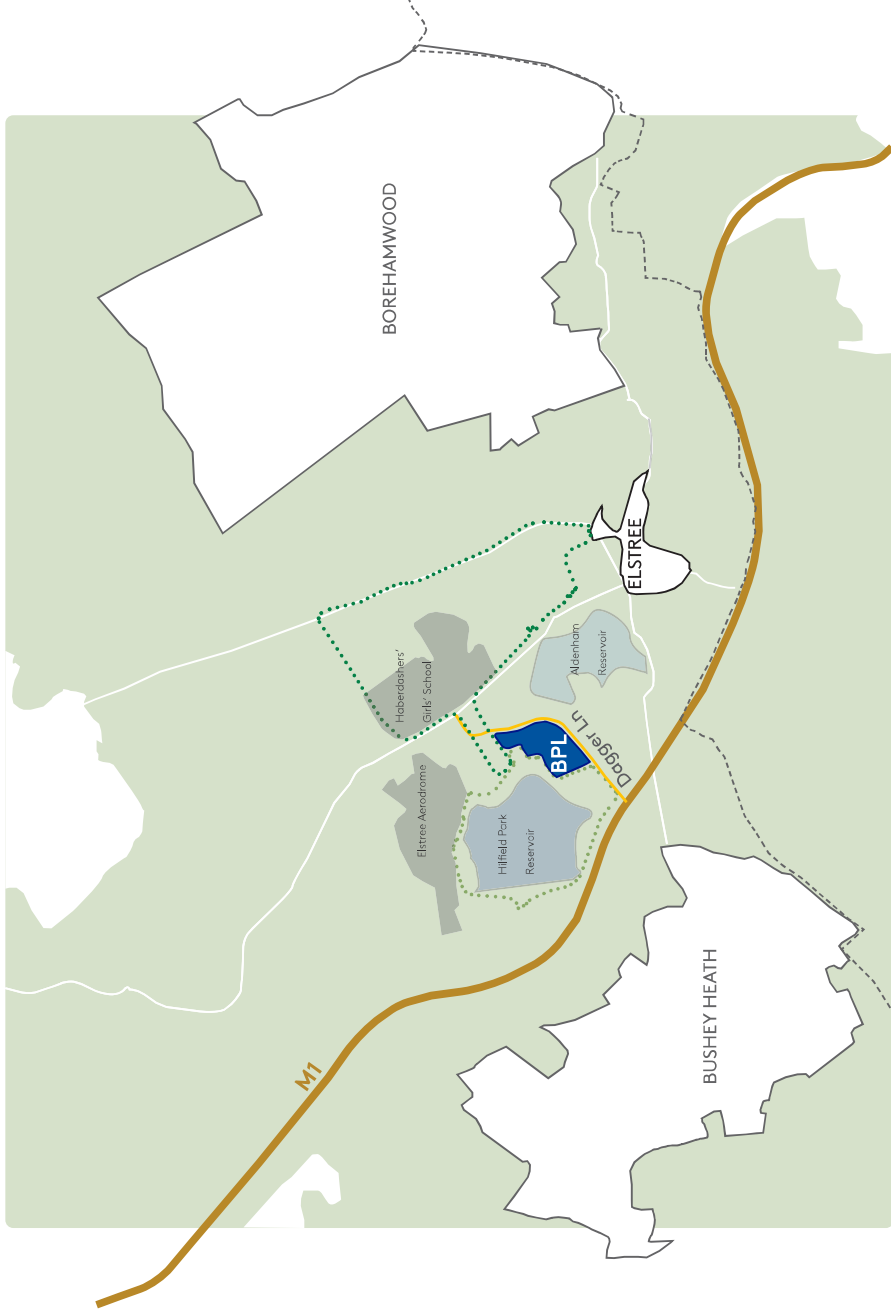 M1
BUSHEY HEATH
Elstree Aerodrome
Hilfield Park
Reservoir
BPL
Dagger Ln
Haberdashers'
Girls' School
Aldenham
Reservoir
ELSTREE
BOREHAMWOOD